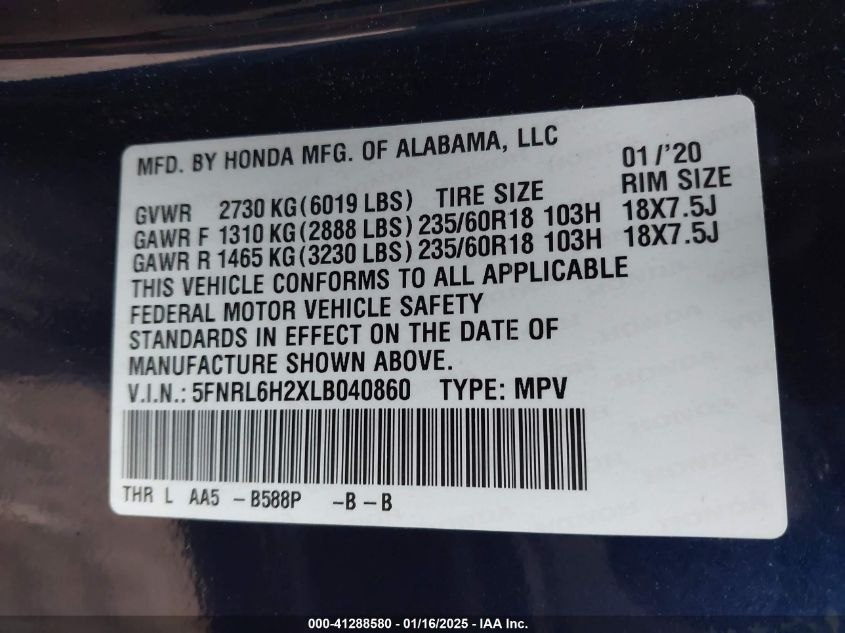 MFD. BY HONDA MFG. OF ALABAMA, LLC 01/'20
GVWR 2730 KG (6019 LBS) TIRE SIZE RIM SIZE
GAWR F 1310 KG (2888 LBS) 235/60R18 103H 18X7.5J
GAWR R 1465 KG (3230 LBS) 235/60R18 103H 18X7.5J
THIS VEHICLE CONFORMS TO ALL APPLICABLE
FEDERAL MOTOR VEHICLE SAFETY
STANDARDS IN EFFECT ON THE DATE OF
MANUFACTURE SHOWN ABOVE.
V.I.N.: 5FNRL6H2XLB040860 TYPE: MPV
THR L AA5 -B588P -B-B
000-41288580 - 01/16/2025 - IAA Inc.